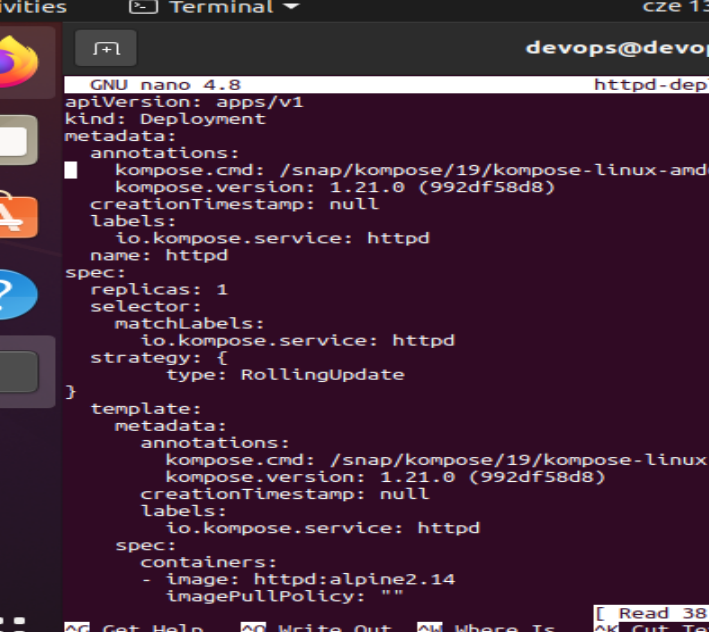 ivities Terminal cze 13
devops@devop
GNU nano 4.8 httpd-depl
apiVersion: apps/v1
kind: Deployment
metadata:
  annotations:
    kompose.cmd: /snap/kompose/19/kompose-linux-amd
    kompose.version: 1.21.0 (992df58d8)
  creationTimestamp: null
  labels:
    io.kompose.service: httpd
  name: httpd
spec:
  replicas: 1
  selector:
    matchLabels:
      io.kompose.service: httpd
  strategy: {
        type: RollingUpdate
}
  template:
    metadata:
      annotations:
        kompose.cmd: /snap/kompose/19/kompose-linux
        kompose.version: 1.21.0 (992df58d8)
      creationTimestamp: null
      labels:
        io.kompose.service: httpd
    spec:
      containers:
      - image: httpd:alpine2.14
        imagePullPolicy: ""
[ Read 38
^G Get Help ^O Write Out ^W Where Is ^K Cut Te